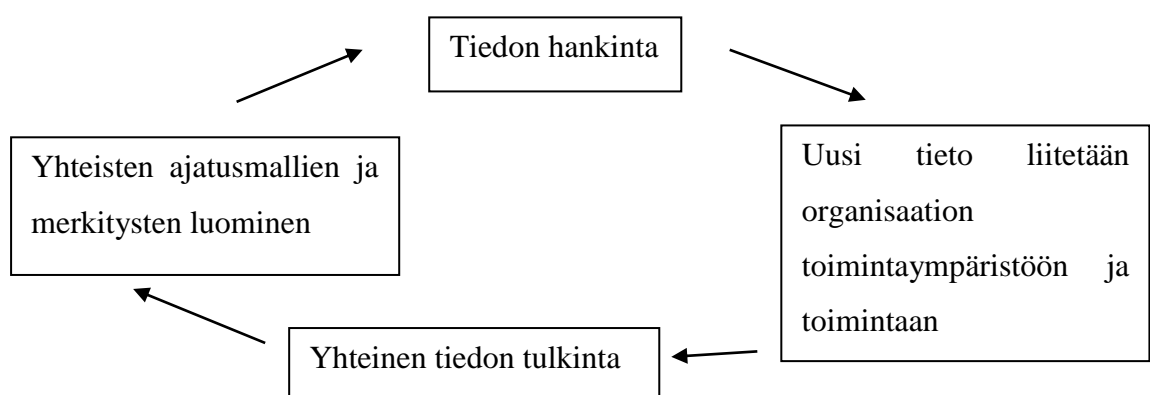 Tiedon hankinta
Uusi tieto liitetään
organisaation
toimintaympäristöön ja
toimintaan
Yhteinen tiedon tulkinta
Yhteisten ajatusmallien ja
merkitysten luominen